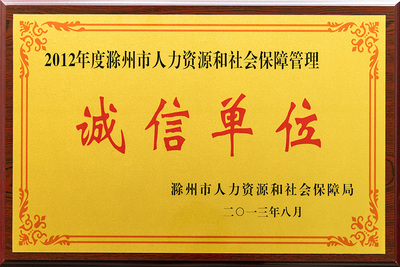 2012年度滁州市人力资源和社会保障管理
诚信单位
滁州市人力资源和社会保障局
二〇一三年八月